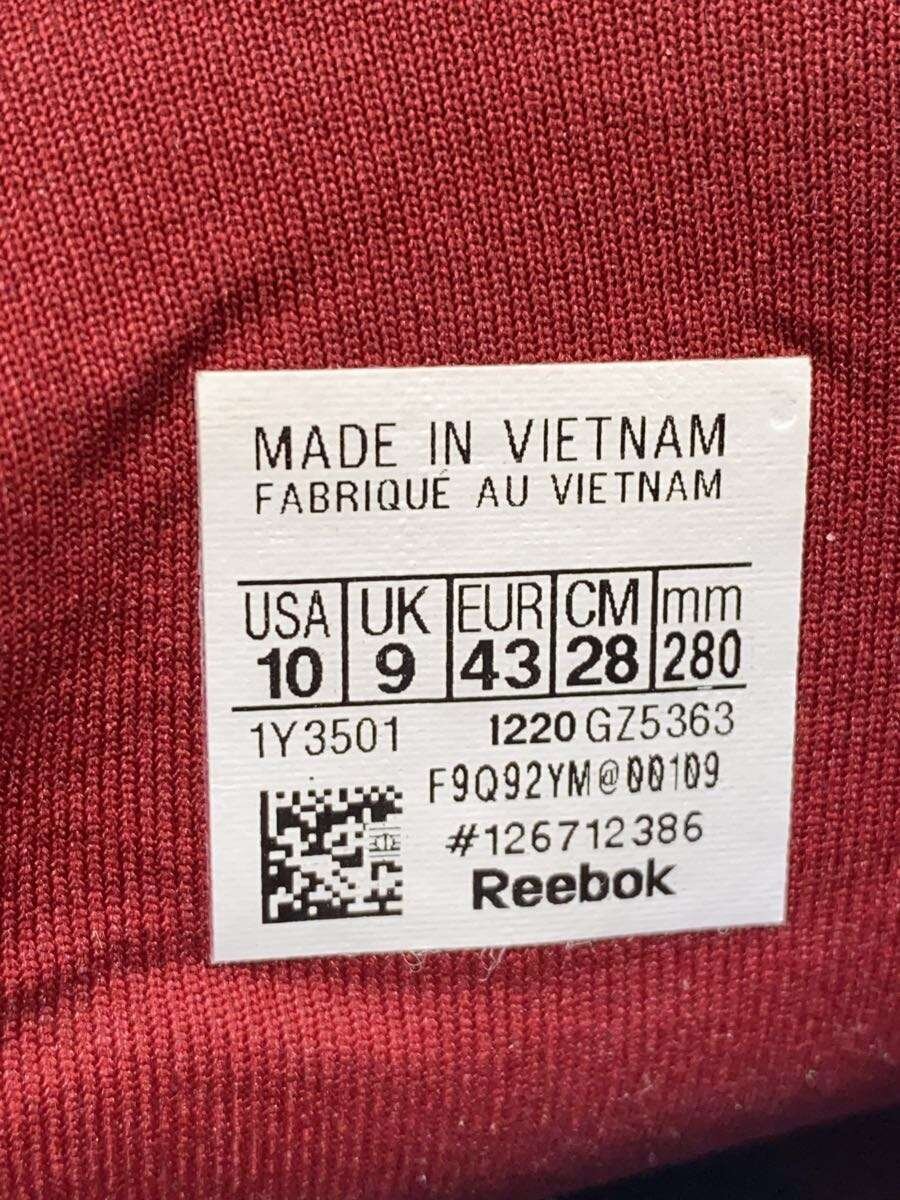 MADE IN VIETNAM
FABRIQUÉ AU VIETNAM
USA UK EUR CM mm
10 9 43 28 280
1Y3501 1220 GZ5363
F9Q92YM@00109
#126712386
Reebok